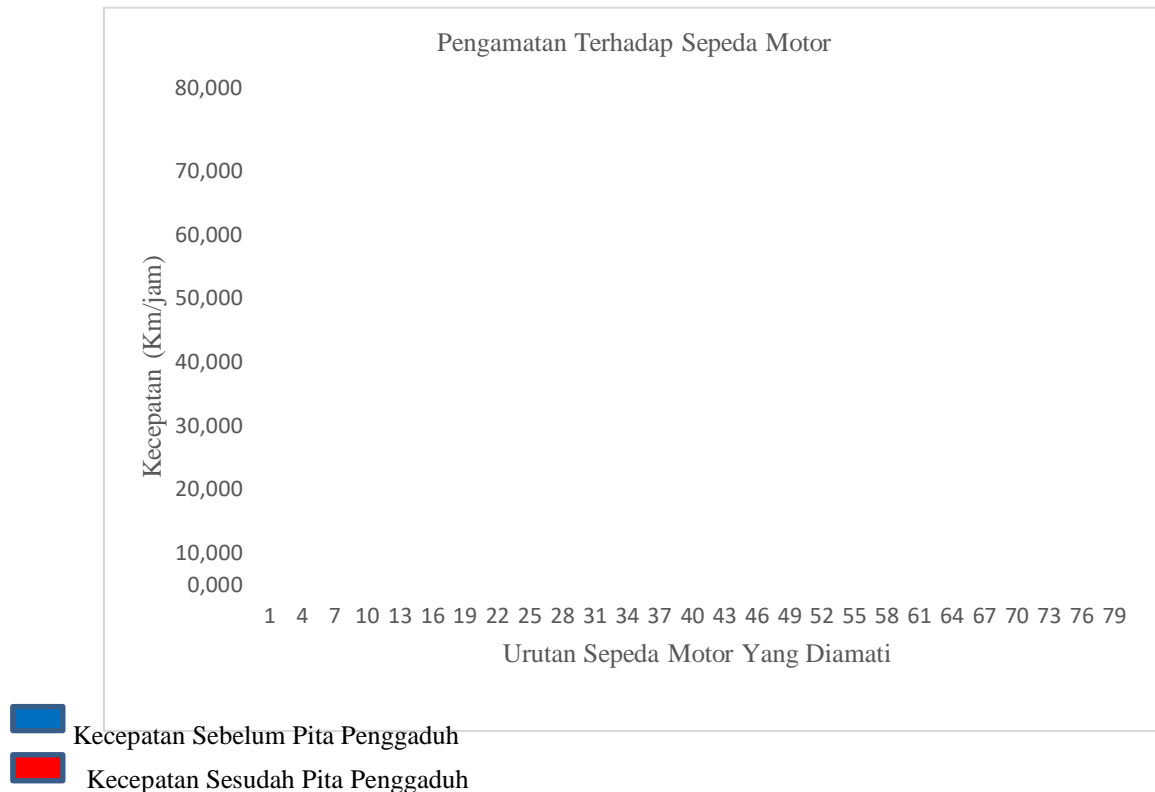 Pengamatan Terhadap Sepeda Motor
80,000
70,000
60,000
50,000
40,000
30,000
20,000
10,000
0,000
Kecepatan (Km/jam)
1 4 7 10 13 16 19 22 25 28 31 34 37 40 43 46 49 52 55 58 61 64 67 70 73 76 79
Urutan Sepeda Motor Yang Diamati
Kecepatan Sebelum Pita Penggaduh
Kecepatan Sesudah Pita Penggaduh